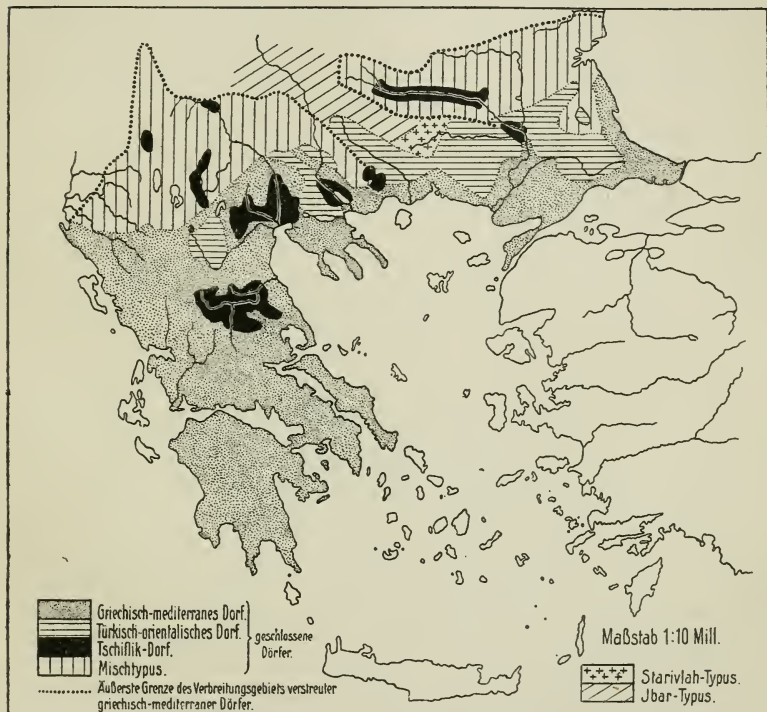 Griechisch-mediterranes Dorf.
Türkisch-orientalisches Dorf.
Tschiflik-Dorf.
Mischtypus.
geschlossene
Dörfer.
Äußerste Grenze des Verbreitungsgebiets verstreuter
griechisch-mediterraner Dörfer.
Maßstab 1:10 Mill.
Starivlah-Typus.
Jbar-Typus.